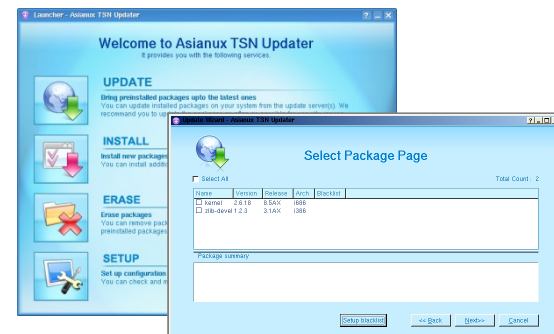 Launcher - Asianux TSN Updater
Welcome to Asianux TSN Updater
It provides you with the following services.
UPDATE
Bring preinstalled packages upto the latest ones
You can update installed packages on your system from the update server(s). We
recommend you to up
INSTALL
Install new packages
You can install additio
ERASE
Erase packages
You can remove pack
preinstalled packages
SETUP
Set up configuration
You can check and m
Update Wizard - Asianux TSN Updater
Select Package Page
Select All
Total Count : 2
Name Version Release Arch Blacklist
kernel 2.6.18 8.5AX i686
zlib-devel 1.2.3 3.1AX i386
Package summary
Setup blacklist
<< Back
Next>>
Cancel